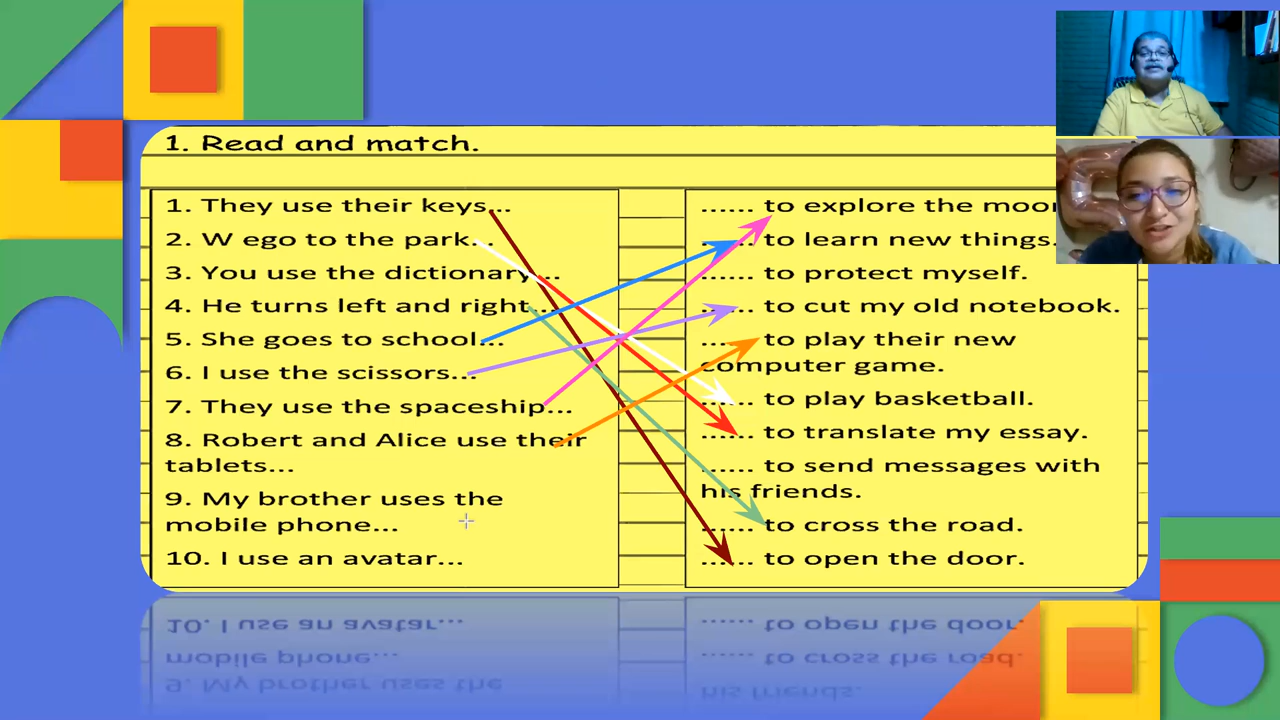 1. Read and match.
1. They use their keys...
2. W ego to the park...
3. You use the dictionary...
4. He turns left and right...
5. She goes to school...
6. I use the scissors...
7. They use the spaceship...
8. Robert and Alice use their
tablets...
9. My brother uses the
mobile phone...
10. I use an avatar...
...... to explore the moon
...... to learn new things.
...... to protect myself.
...... to cut my old notebook.
...... to play their new
computer game.
...... to play basketball.
...... to translate my essay.
...... to send messages with
his friends.
...... to cross the road.
...... to open the door.